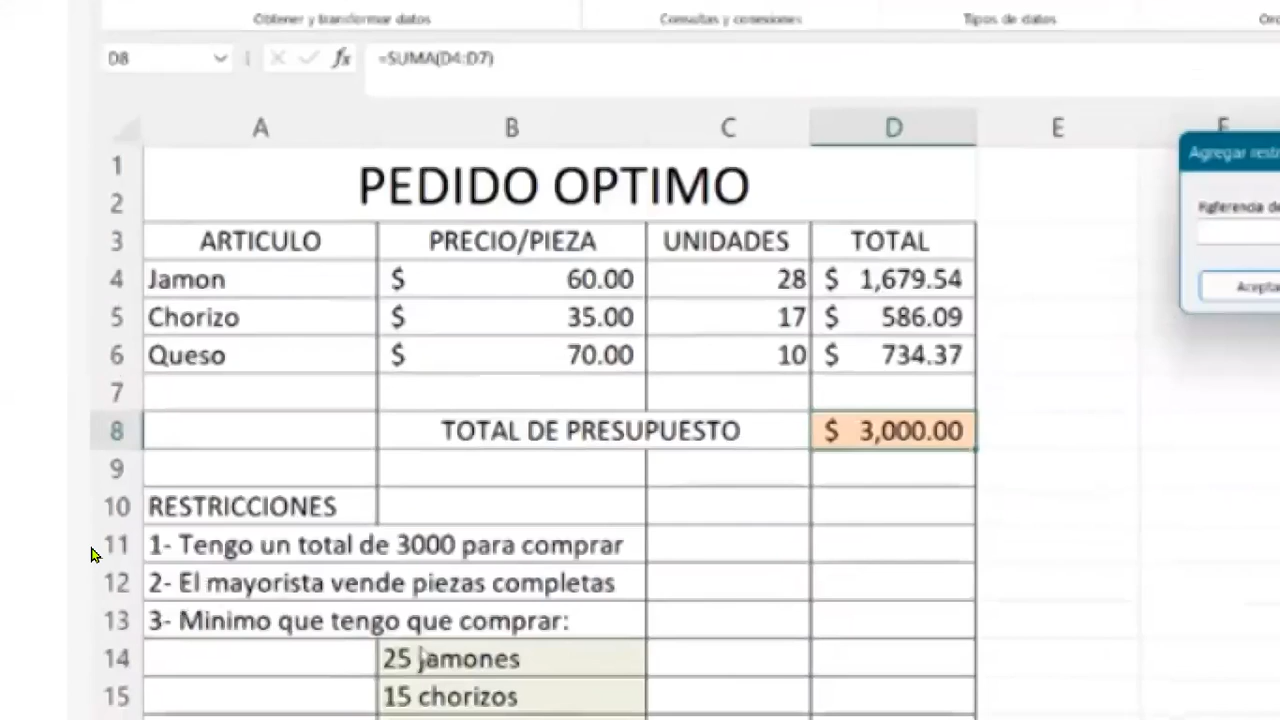 Obtener y transformar datos Consultas y conexiones Tipos de datos
D8 fx =SUMA(D4:D7)
A B C D E F
1 PEDIDO OPTIMO
2
Agregar
3 ARTICULO PRECIO/PIEZA UNIDADES TOTAL
Referencia de
4 Jamon $ 60.00 28 $ 1,679.54
5 Chorizo $ 35.00 17 $ 586.09
6 Queso $ 70.00 10 $ 734.37
7
8 TOTAL DE PRESUPUESTO $ 3,000.00
9
10 RESTRICCIONES
11 1- Tengo un total de 3000 para comprar
12 2- El mayorista vende piezas completas
13 3- Minimo que tengo que comprar:
14 25 jamones
15 15 chorizos